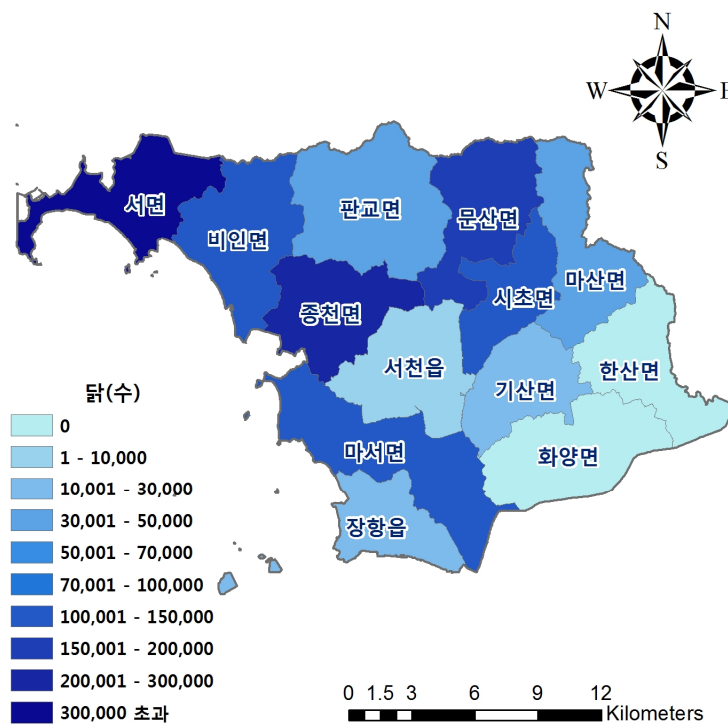 N
W
E
S
서면
비인면
판교면
문산면
마산면
종천면
시초면
서천읍
기산면
한산면
마서면
화양면
장항읍
닭(수)
0
1 - 10,000
10,001 - 30,000
30,001 - 50,000
50,001 - 70,000
70,001 - 100,000
100,001 - 150,000
150,001 - 200,000
200,001 - 300,000
300,000 초과
0 1.5 3 6 9 12
Kilometers